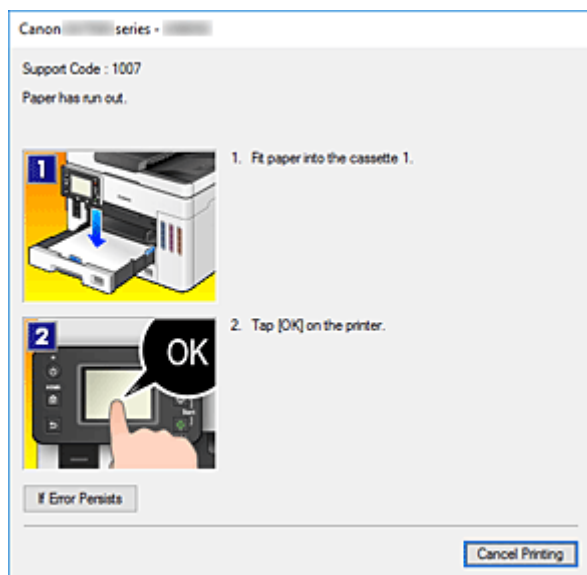 Canon series -
Support Code : 1007
Paper has run out.
1
1. Fit paper into the cassette 1.
2
OK
2. Tap [OK] on the printer.
If Error Persists
Cancel Printing